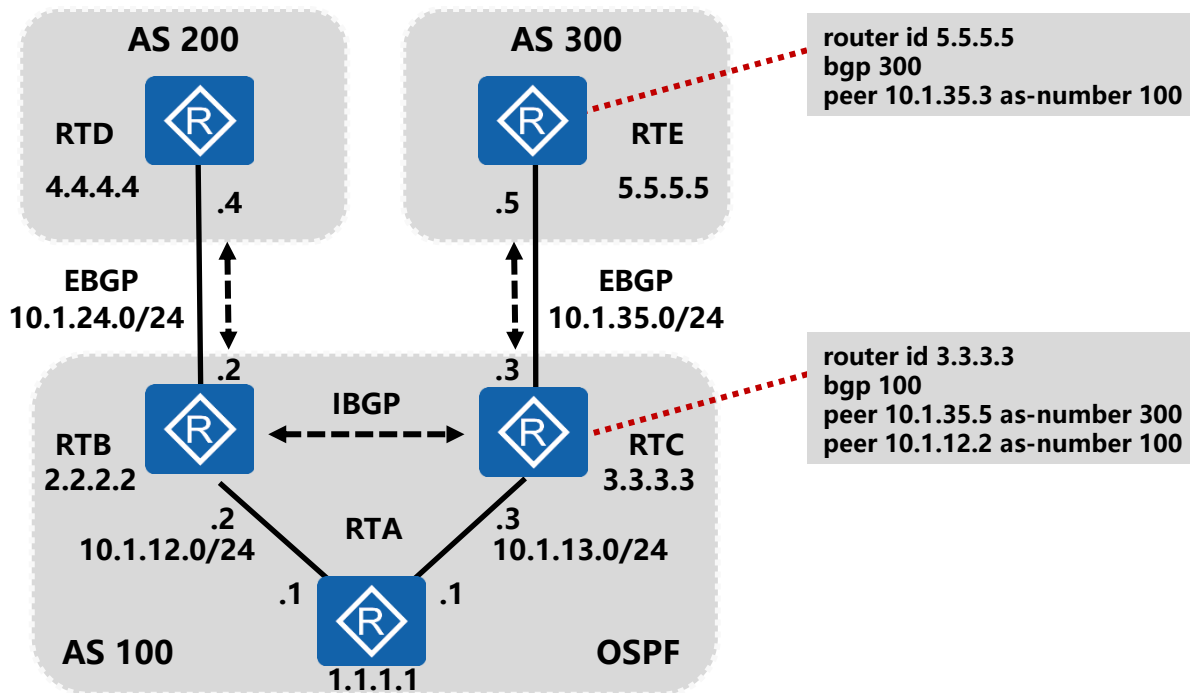 AS 200
AS 300
router id 5.5.5.5
bgp 300
peer 10.1.35.3 as-number 100
R
R
RTD
RTE
4.4.4.4
.4
.5
5.5.5.5
EBGP
10.1.24.0/24
EBGP
10.1.35.0/24
.2
.3
router id 3.3.3.3
bgp 100
peer 10.1.35.5 as-number 300
peer 10.1.12.2 as-number 100
IBGP
R
R
RTB
2.2.2.2
RTC
3.3.3.3
.2
RTA
.3
10.1.12.0/24
10.1.13.0/24
.1
.1
R
AS 100
OSPF
1.1.1.1